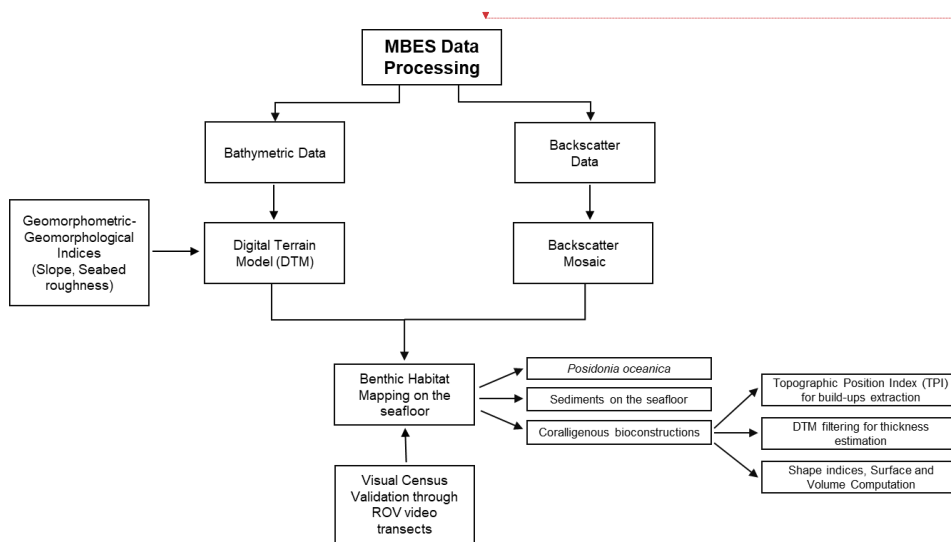 MBES Data
Processing
Bathymetric Data
Backscatter
Data
Geomorphometric-
Geomorphological
Indices
(Slope, Seabed
roughness)
Digital Terrain
Model (DTM)
Backscatter
Mosaic
Benthic Habitat
Mapping on the
seafloor
Posidonia oceanica
Sediments on the seafloor
Coralligenous bioconstructions
Topographic Position Index (TPI)
for build-ups extraction
DTM filtering for thickness
estimation
Shape indices, Surface and
Volume Computation
Visual Census
Validation through
ROV video
transects